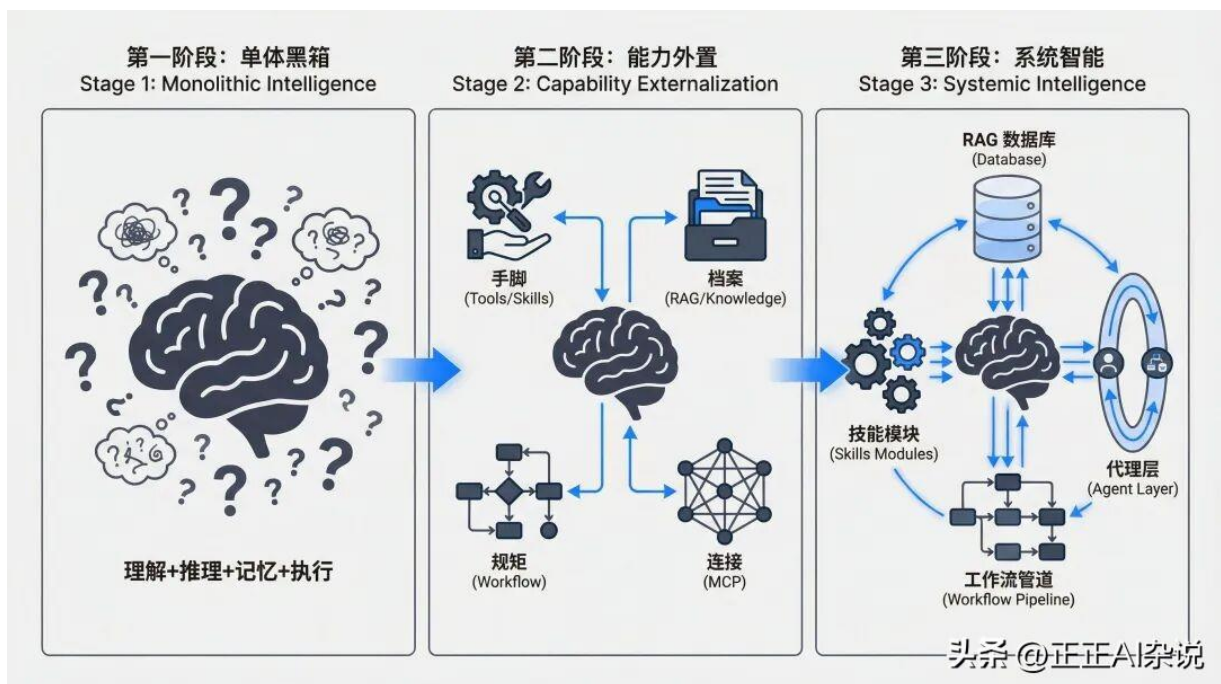 第一阶段：单体黑箱
Stage 1: Monolithic Intelligence
理解+推理+记忆+执行
第二阶段：能力外置
Stage 2: Capability Externalization
手脚
(Tools/Skills)
档案
(RAG/Knowledge)
规矩
(Workflow)
连接
(MCP)
第三阶段：系统智能
Stage 3: Systemic Intelligence
RAG 数据库
(Database)
技能模块
(Skills Modules)
代理层
(Agent Layer)
工作流管道
(Workflow Pipeline)
头条 @正正AI杂说